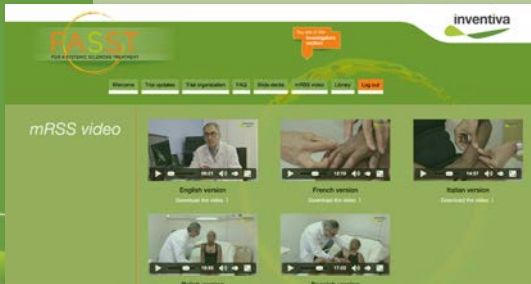 inventiva
You are in the
investigators
section
FASST
FOR A SYSTEMIC SCLEROSIS TREATMENT
Welcome
Trial updates
Trial organization
FAQ
Slide decks
mRSS video
Library
Log out
mRSS video
English version
Download the video
French version
Download the video
Italian version
Download the video